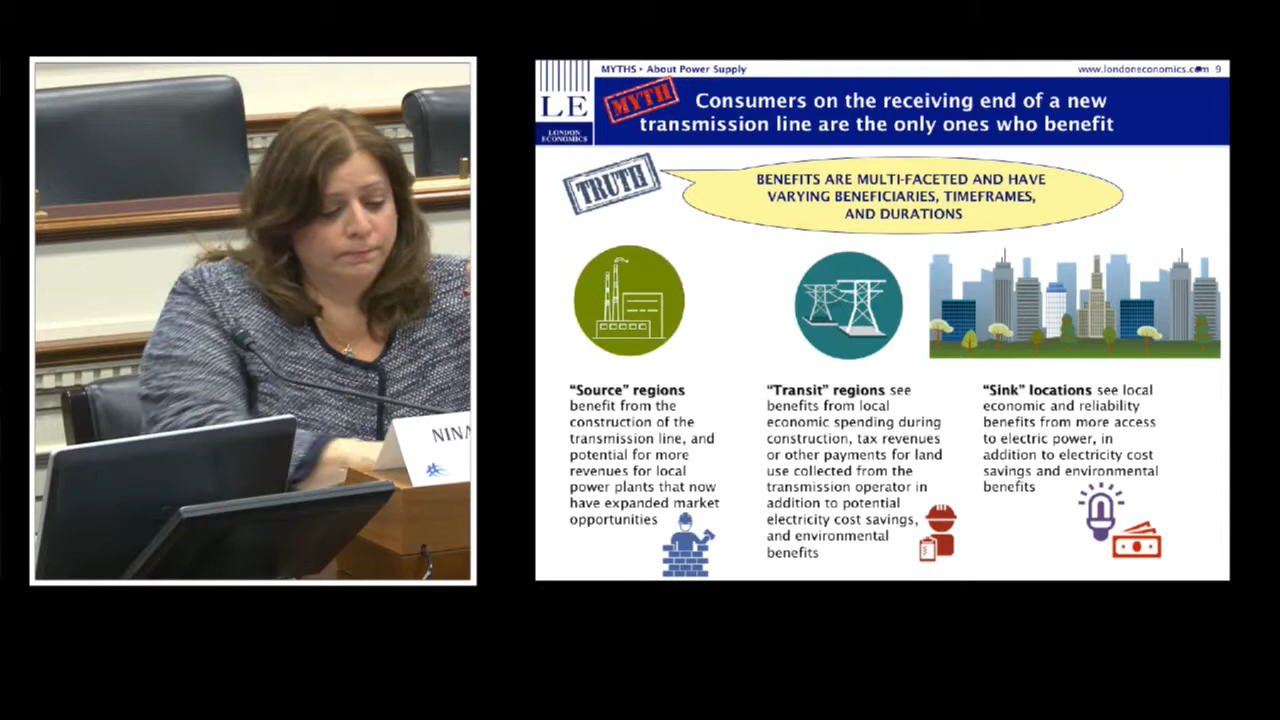 NINA
MYTHS • About Power Supply
www.londoneconomics.com 9
LE
LONDON
ECONOMICS
MYTH
Consumers on the receiving end of a new
transmission line are the only ones who benefit
TRUTH
BENEFITS ARE MULTI-FACETED AND HAVE
VARYING BENEFICIARIES, TIMEFRAMES,
AND DURATIONS
“Source” regions
benefit from the
construction of the
transmission line, and
potential for more
revenues for local
power plants that now
have expanded market
opportunities
“Transit” regions see
benefits from local
economic spending during
construction, tax revenues
or other payments for land
use collected from the
transmission operator in
addition to potential
electricity cost savings,
and environmental
benefits
“Sink” locations see local
economic and reliability
benefits from more access
to electric power, in
addition to electricity cost
savings and environmental
benefits